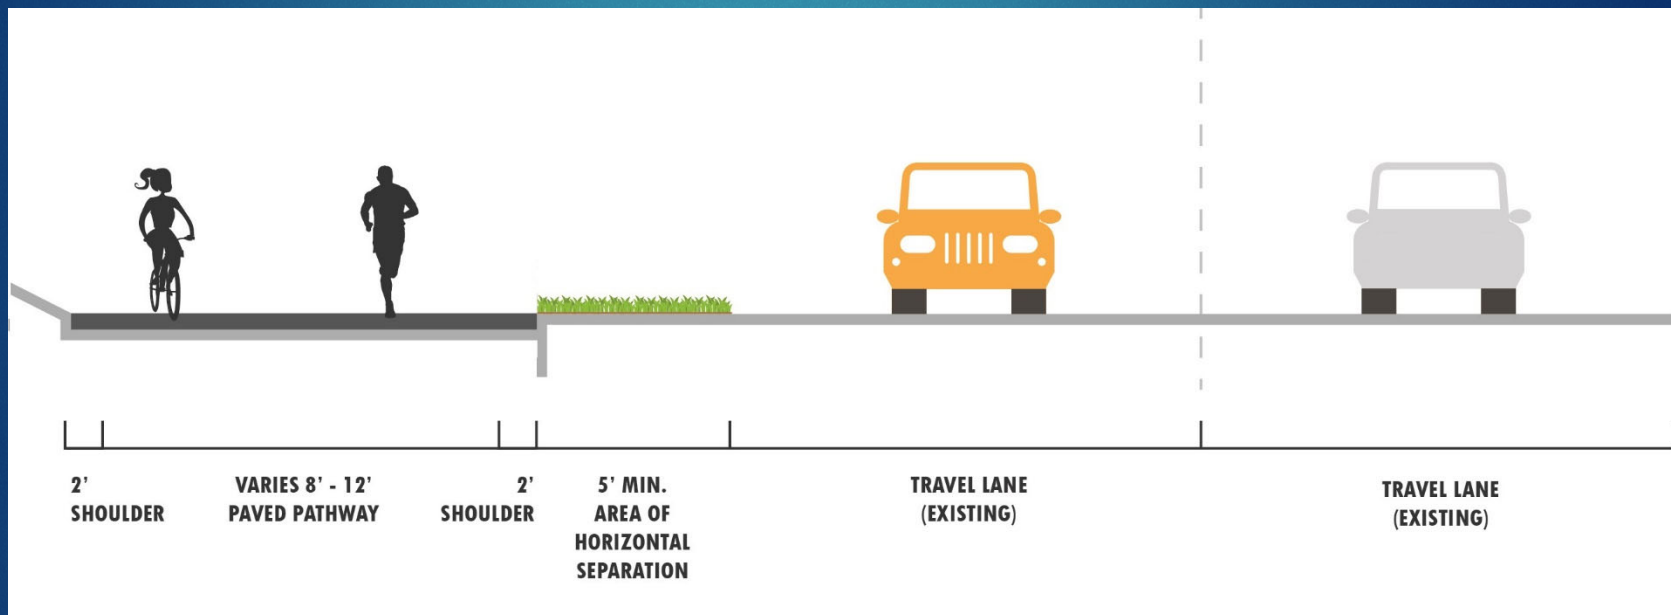 2'
SHOULDER
VARIES 8' - 12'
PAVED PATHWAY
2'
SHOULDER
5' MIN.
AREA OF
HORIZONTAL
SEPARATION
TRAVEL LANE
(EXISTING)
TRAVEL LANE
(EXISTING)